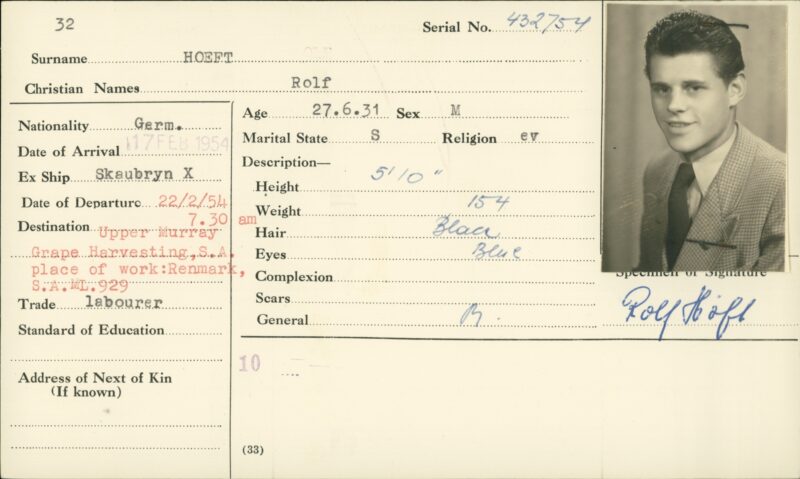 32
Serial No. 432754
Surname HOEFT
Christian Names Rolf
Nationality Germ.
Date of Arrival 17 FEB 1954
Ex Ship Skaubryn X
Date of Departure 22/2/54
7.30 am
Destination Upper Murray
Grape Harvesting, S.A.
place of work:Renmark,
S.A.ML.929
Trade labourer
Standard of Education
Address of Next of Kin
(If known)
Age 27.6.31 Sex M
Marital State S Religion ev
Description—
Height 5'10"
Weight 154
Hair
Eyes Blue
Complexion
Scars
General
Specimen of Signature
Rolf Höft
10
(33)